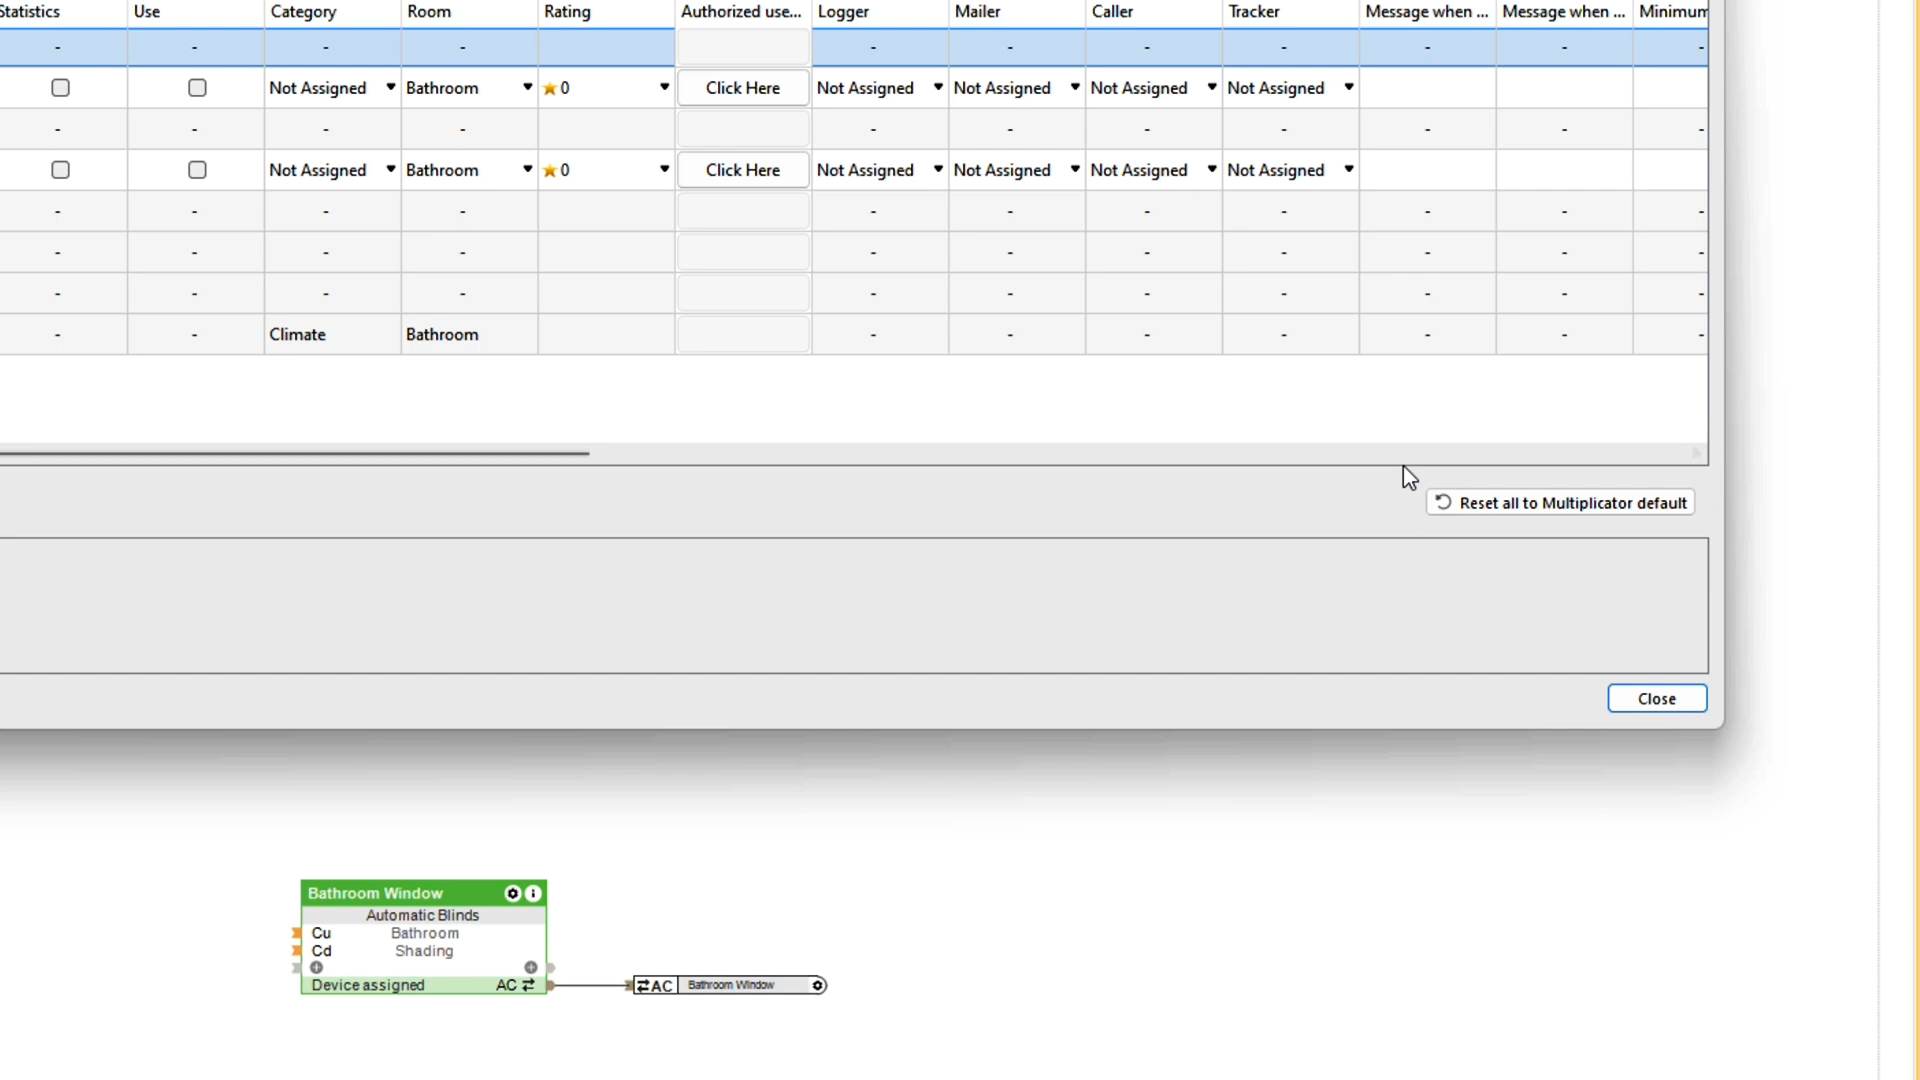 Statistics Use Category Room Rating Authorized use... Logger Mailer Caller Tracker Message when ... Message when ... Minimum
- - - - - - - - - - -
Not Assigned Bathroom 0 Click Here Not Assigned Not Assigned Not Assigned Not Assigned
- - - - - - - - - - -
Not Assigned Bathroom 0 Click Here Not Assigned Not Assigned Not Assigned Not Assigned
- - - - - - - - - - -
- - - - - - - - - - -
- - - - - - - - - - -
- - Climate Bathroom - - - - - - -
Reset all to Multiplicator default
Close
Bathroom Window
Automatic Blinds
Cu Bathroom
Cd Shading
Device assigned AC
AC Bathroom Window